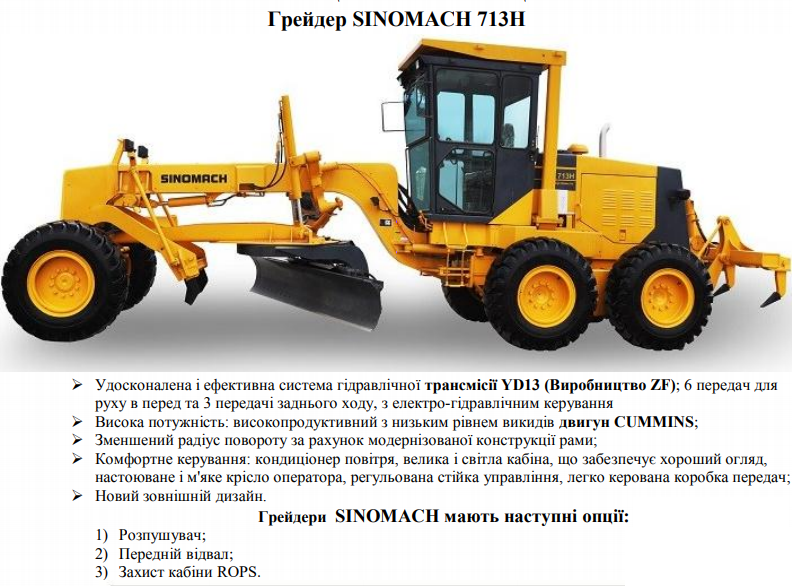 Грейдер SINOMACH 713H
SINOMACH
713H
➢ Удосконалена і ефективна система гідравлічної трансмісії YD13 (Виробництво ZF); 6 передач для
руху в перед та 3 передачі заднього ходу, з електро-гідравлічним керування
➢ Висока потужність: високопродуктивний з низьким рівнем викидів двигун CUMMINS;
➢ Зменшений радіус повороту за рахунок модернізованої конструкції рами;
➢ Комфортне керування: кондиціонер повітря, велика і світла кабіна, що забезпечує хороший огляд,
настоюване і м'яке крісло оператора, регульована стійка управління, легко керована коробка передач;
➢ Новий зовнішній дизайн.
Грейдери SINOMACH мають наступні опції:
1) Розпушувач;
2) Передній відвал;
3) Захист кабіни ROPS.